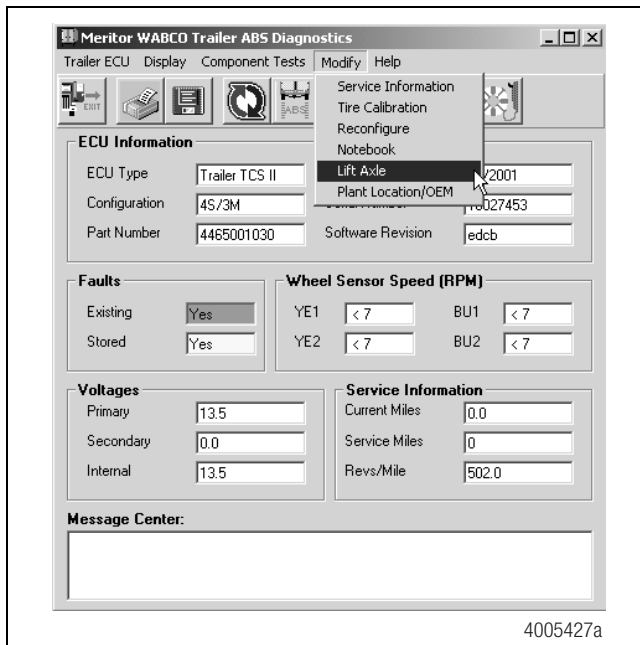 Meritor WABCO Trailer ABS Diagnostics
Trailer ECU Display Component Tests Modify Help
EXIT
ABS
Service Information
Tire Calibration
Reconfigure
Notebook
Lift Axle
Plant Location/OEM
ECU Information
ECU Type Trailer TCS II /2001
Configuration 4S/3M 27453
Part Number 4465001030 Software Revision edcb
Faults
Existing Yes
Stored Yes
Wheel Sensor Speed (RPM)
YE1 < 7 BU1 < 7
YE2 < 7 BU2 < 7
Voltages
Primary 13.5
Secondary 0.0
Internal 13.5
Service Information
Current Miles 0.0
Service Miles 0
Revs/Mile 502.0
Message Center:
4005427a